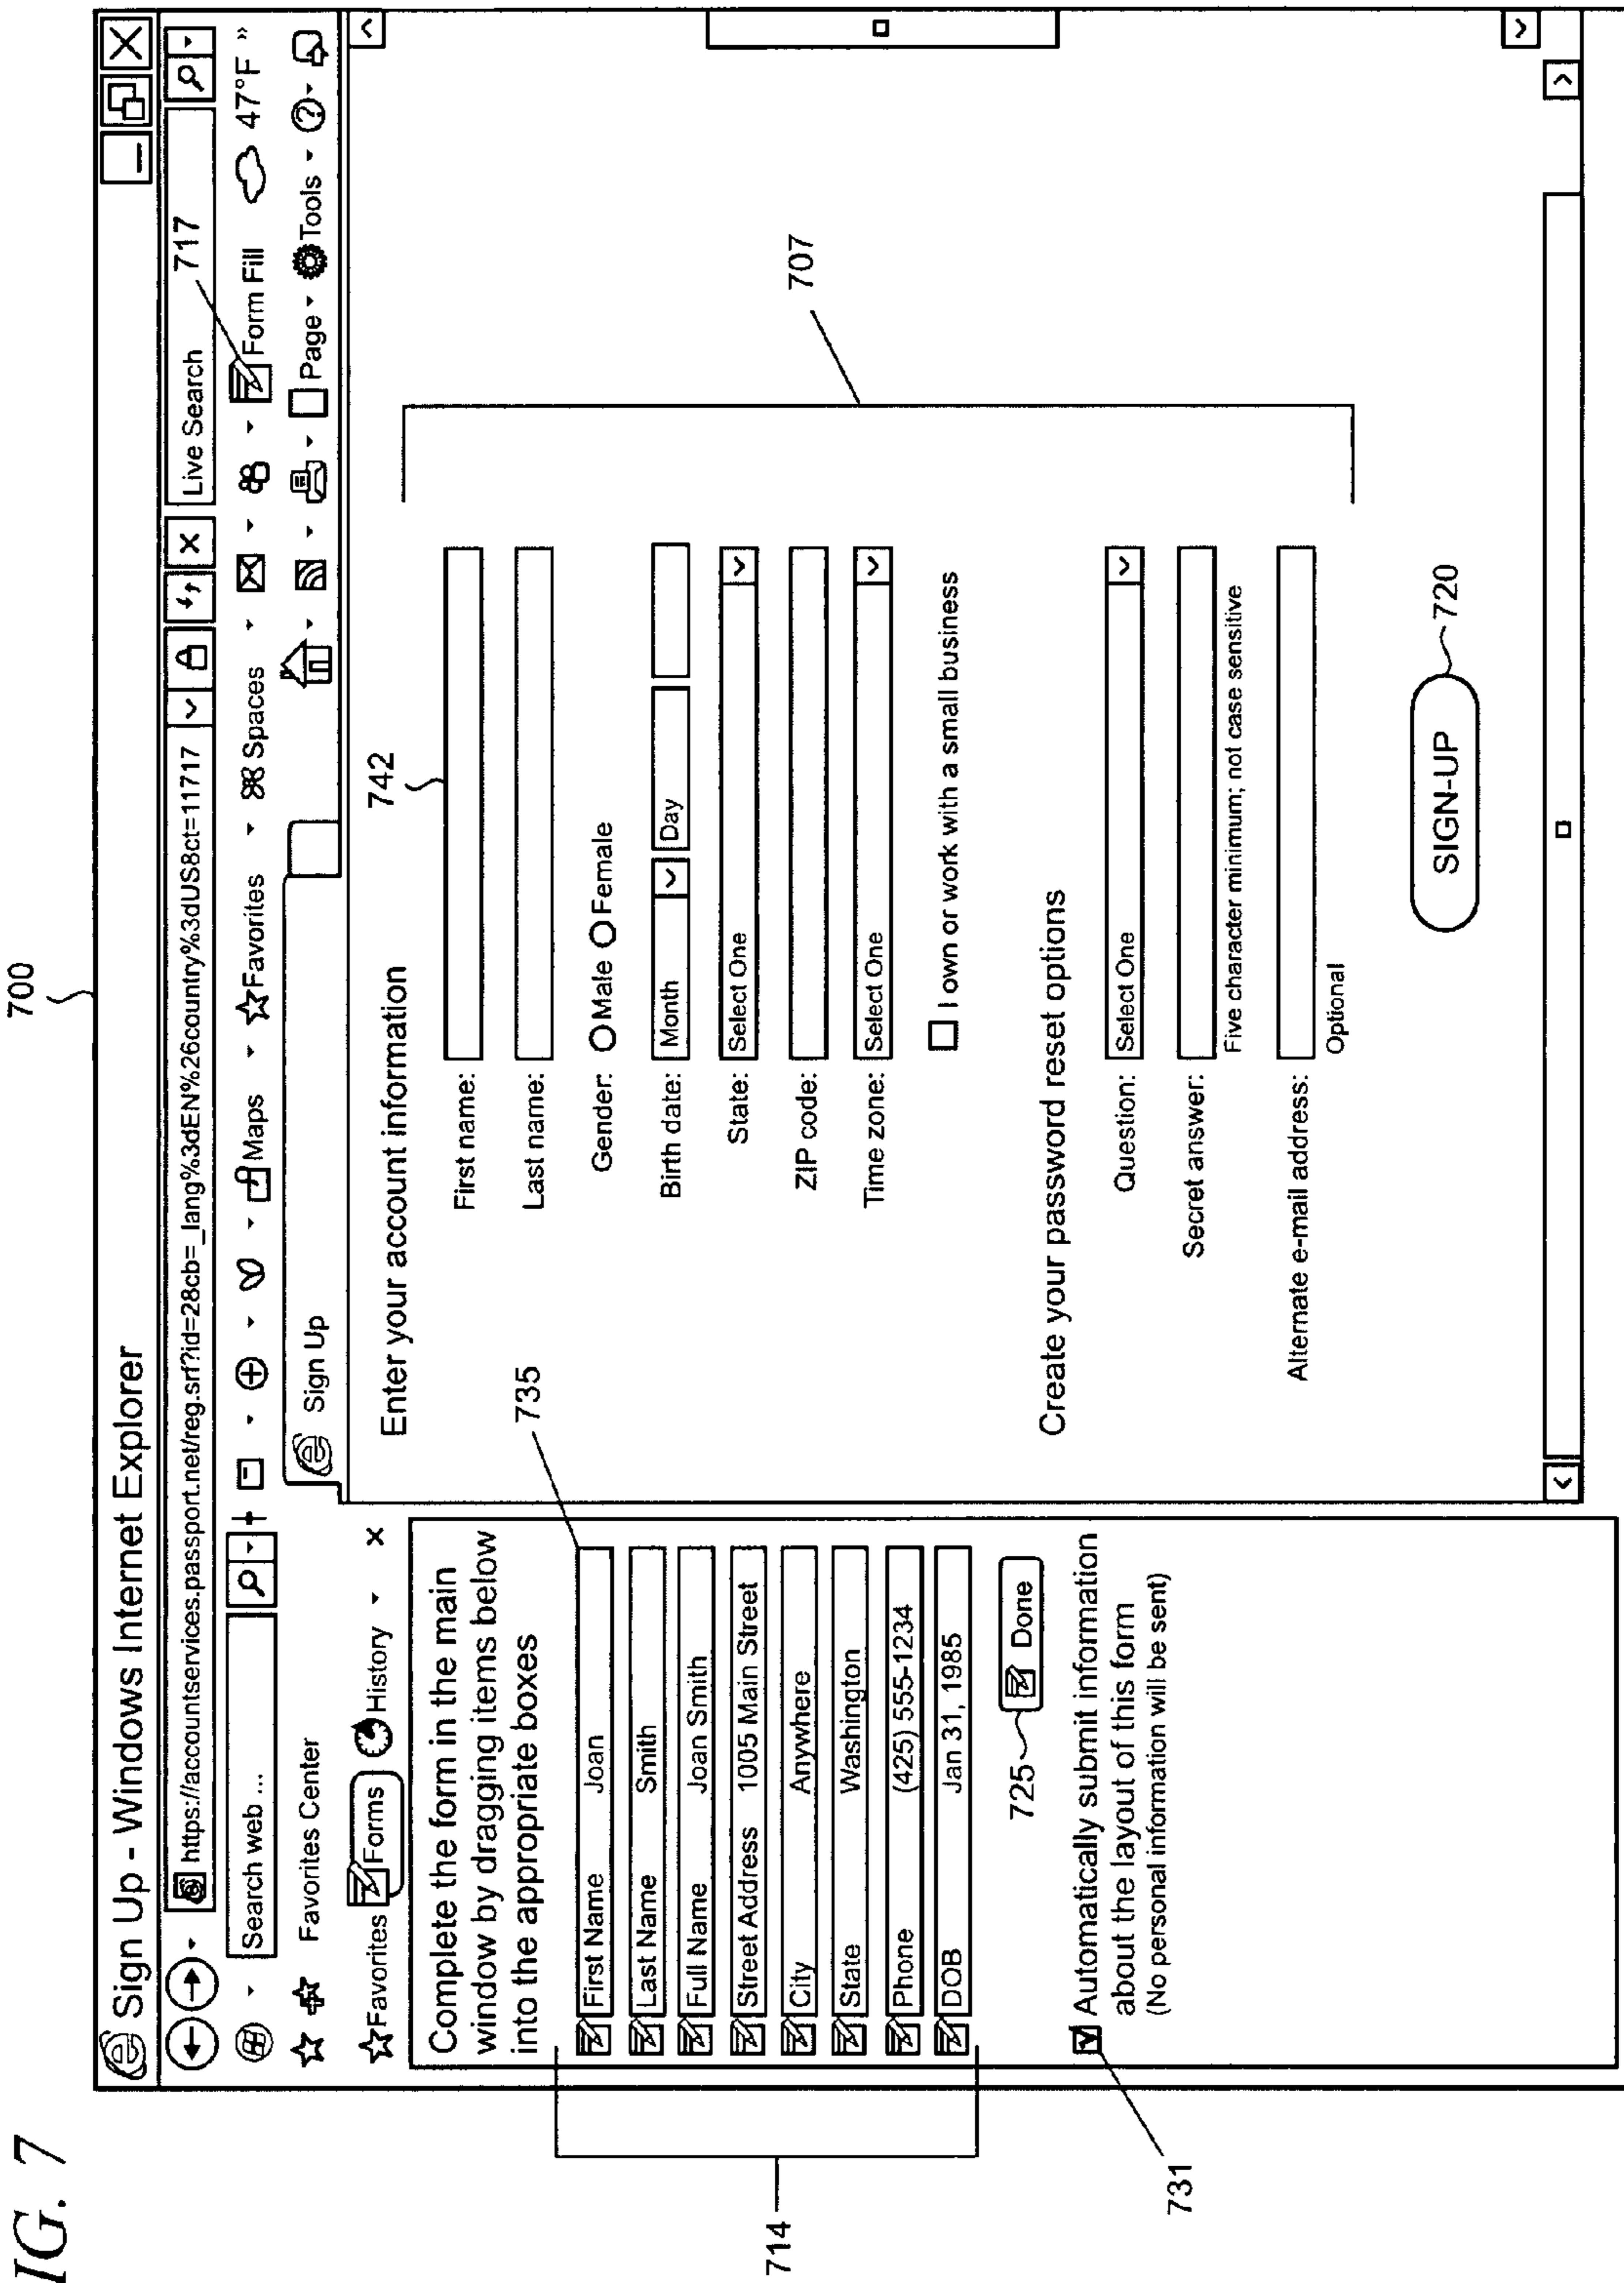 IG. 7
700
Sign Up - Windows Internet Explorer
https://accountservices.passport.net/reg.srf?id=28cb=_lang%3dEN%26country%3dUS8ct=11717
Live Search
717
Search web ...
Maps
Favorites
Spaces
Form Fill
47°F »
Favorites Center
Sign Up
Page
Tools
Favorites
Forms
History
×
Complete the form in the main
window by dragging items below
into the appropriate boxes
735
First Name Joan
Last Name Smith
Full Name Joan Smith
Street Address 1005 Main Street
City Anywhere
State Washington
Phone (425) 555-1234
DOB Jan 31, 1985
714
725
Done
Automatically submit information
about the layout of this form
(No personal information will be sent)
731
Enter your account information
742
First name:
Last name:
Gender: Male Female
Birth date: Month Day
State: Select One
ZIP code:
Time zone: Select One
I own or work with a small business
707
Create your password reset options
Question: Select One
Secret answer:
Five character minimum; not case sensitive
Alternate e-mail address:
Optional
SIGN-UP
720